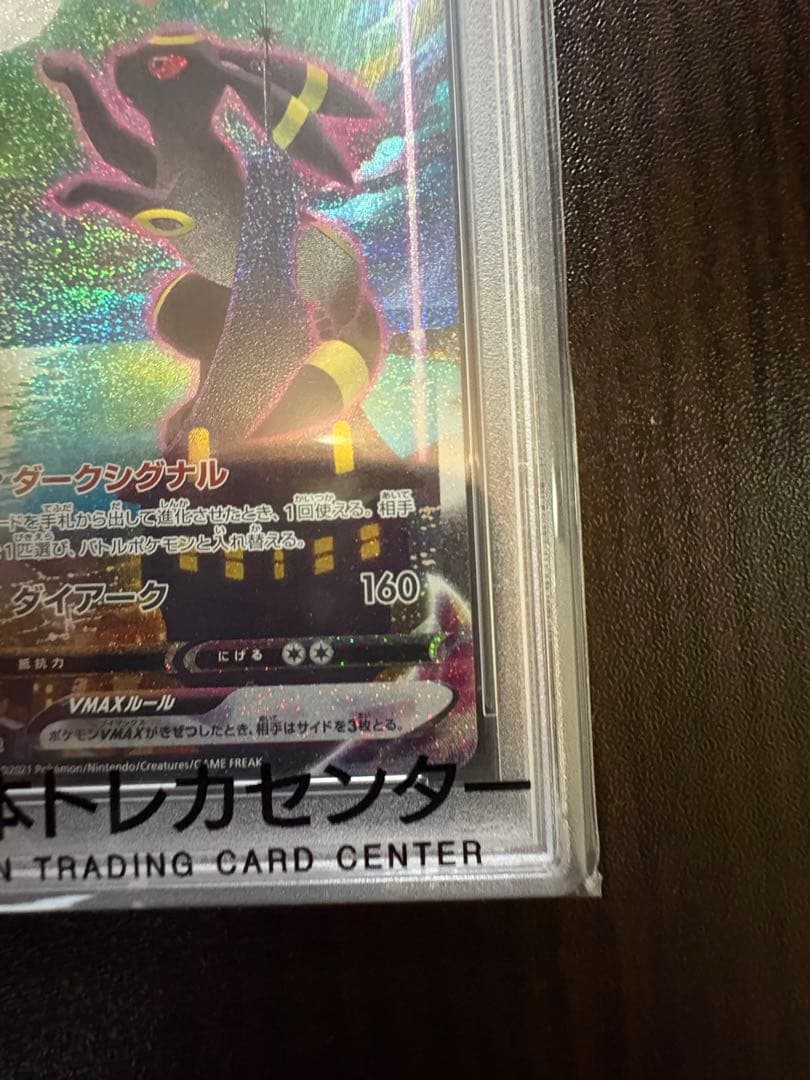 ダークシグナル
ードを手札から出して進化させたとき、1回使える。相手
1匹選び、バトルポケモンと入れ替える。
ダイアーク 160
抵抗力 にげる
VMAXルール
ポケモンVMAXがきぜつしたとき、相手はサイドを3枚とる。
©2021 Pokémon/Nintendo/Creatures/GAME FREAK
本トレカセンター
N TRADING CARD CENTER